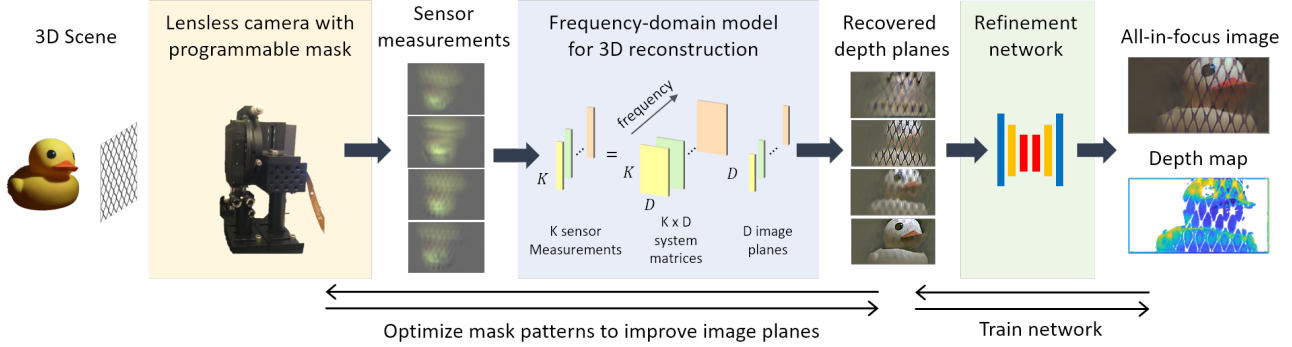 3D Scene
Lensless camera with
programmable mask
Sensor
measurements
Frequency-domain model
for 3D reconstruction
frequency
K
=
K
D
D
K sensor
Measurements
K x D
system
matrices
D image
planes
Recovered
depth planes
Refinement
network
All-in-focus image
Depth map
Optimize mask patterns to improve image planes
Train network